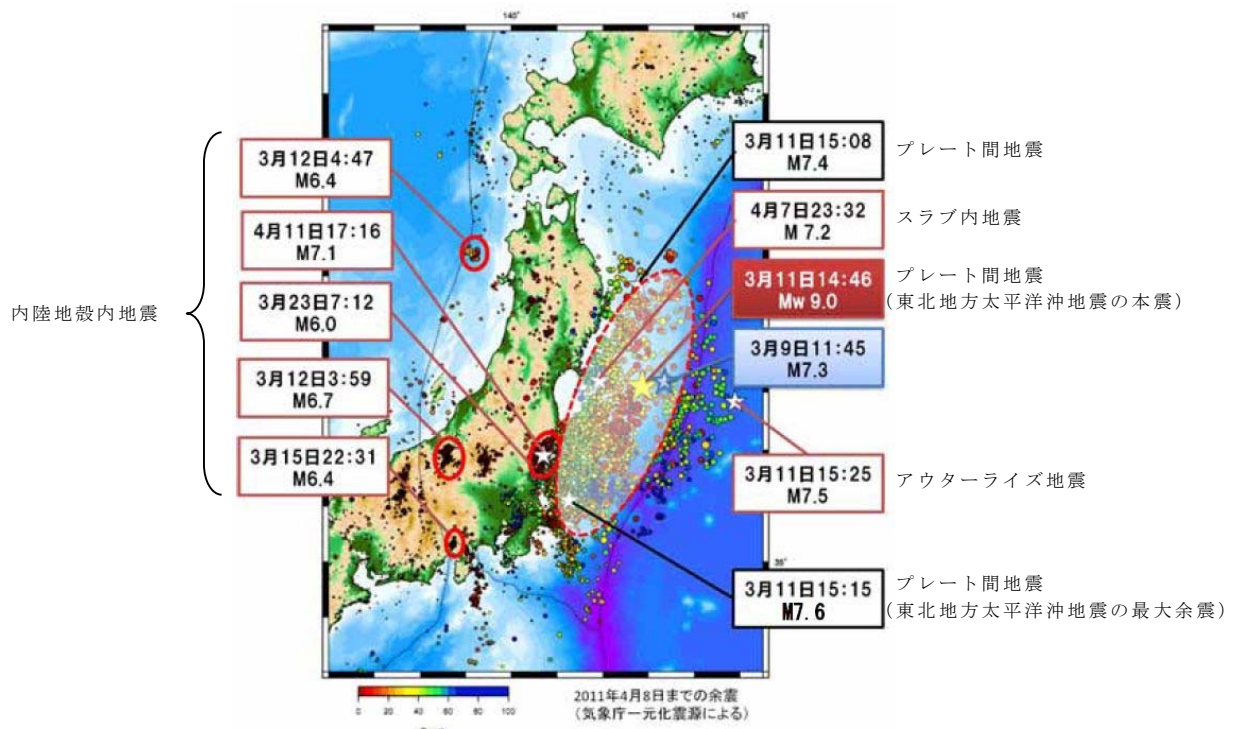 140°
145°
内陸地殻内地震
3月12日4:47
M6.4
4月11日17:16
M7.1
3月23日7:12
M6.0
3月12日3:59
M6.7
3月15日22:31
M6.4
3月11日15:08
M7.4
プレート間地震
4月7日23:32
M 7.2
スラブ内地震
3月11日14:46
Mw 9.0
プレート間地震
(東北地方太平洋沖地震の本震)
3月9日11:45
M7.3
3月11日15:25
M7.5
アウターライズ地震
35°
3月11日15:15
M7.6
プレート間地震
(東北地方太平洋沖地震の最大余震)
0 20 40 60 80 100
2011年4月8日までの余震
(気象庁一元化震源による)